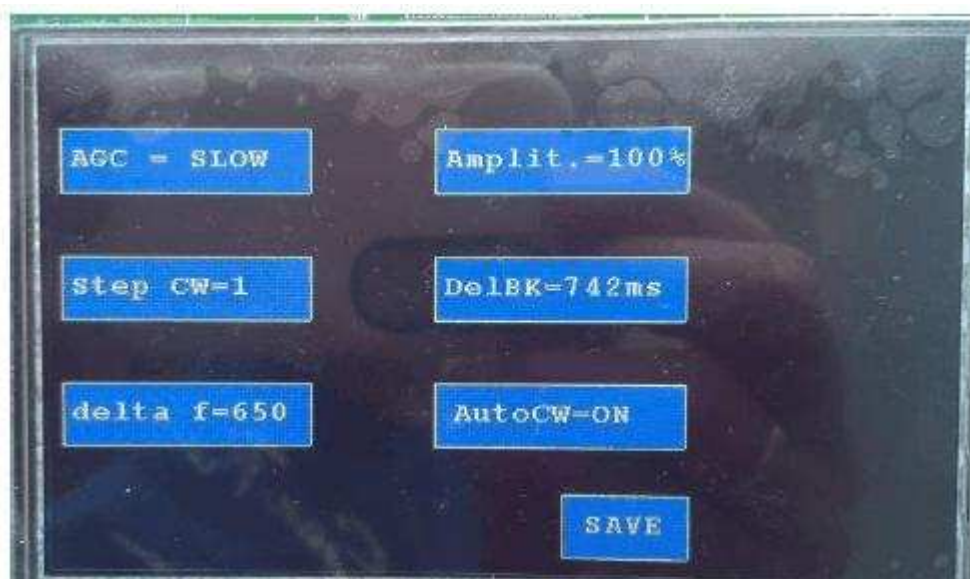 AGC = SLOW
Amplit.=100%
Step CW=1
DelBK=742ms
delta f=650
AutoCW=ON
SAVE